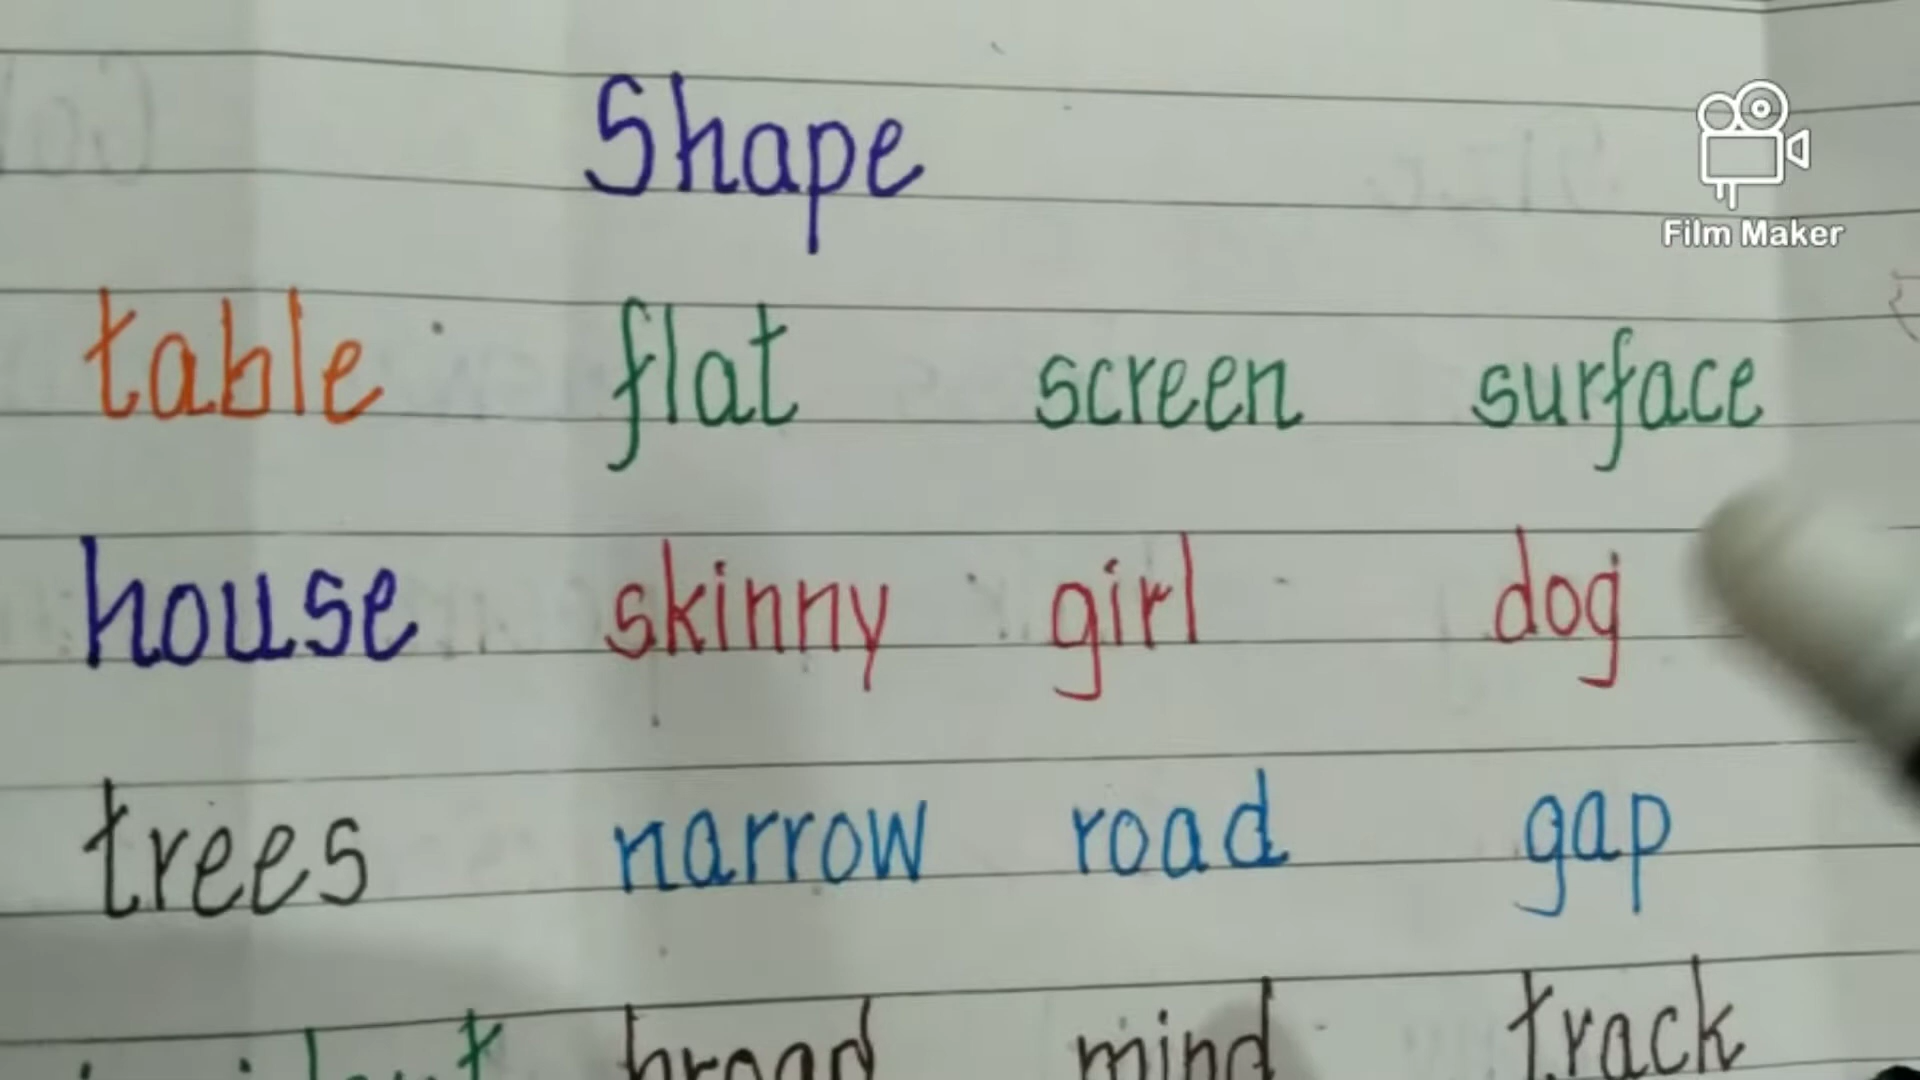 Shape
Film Maker
table flat screen surface
house skinny girl dog
trees narrow road gap
broad mind track